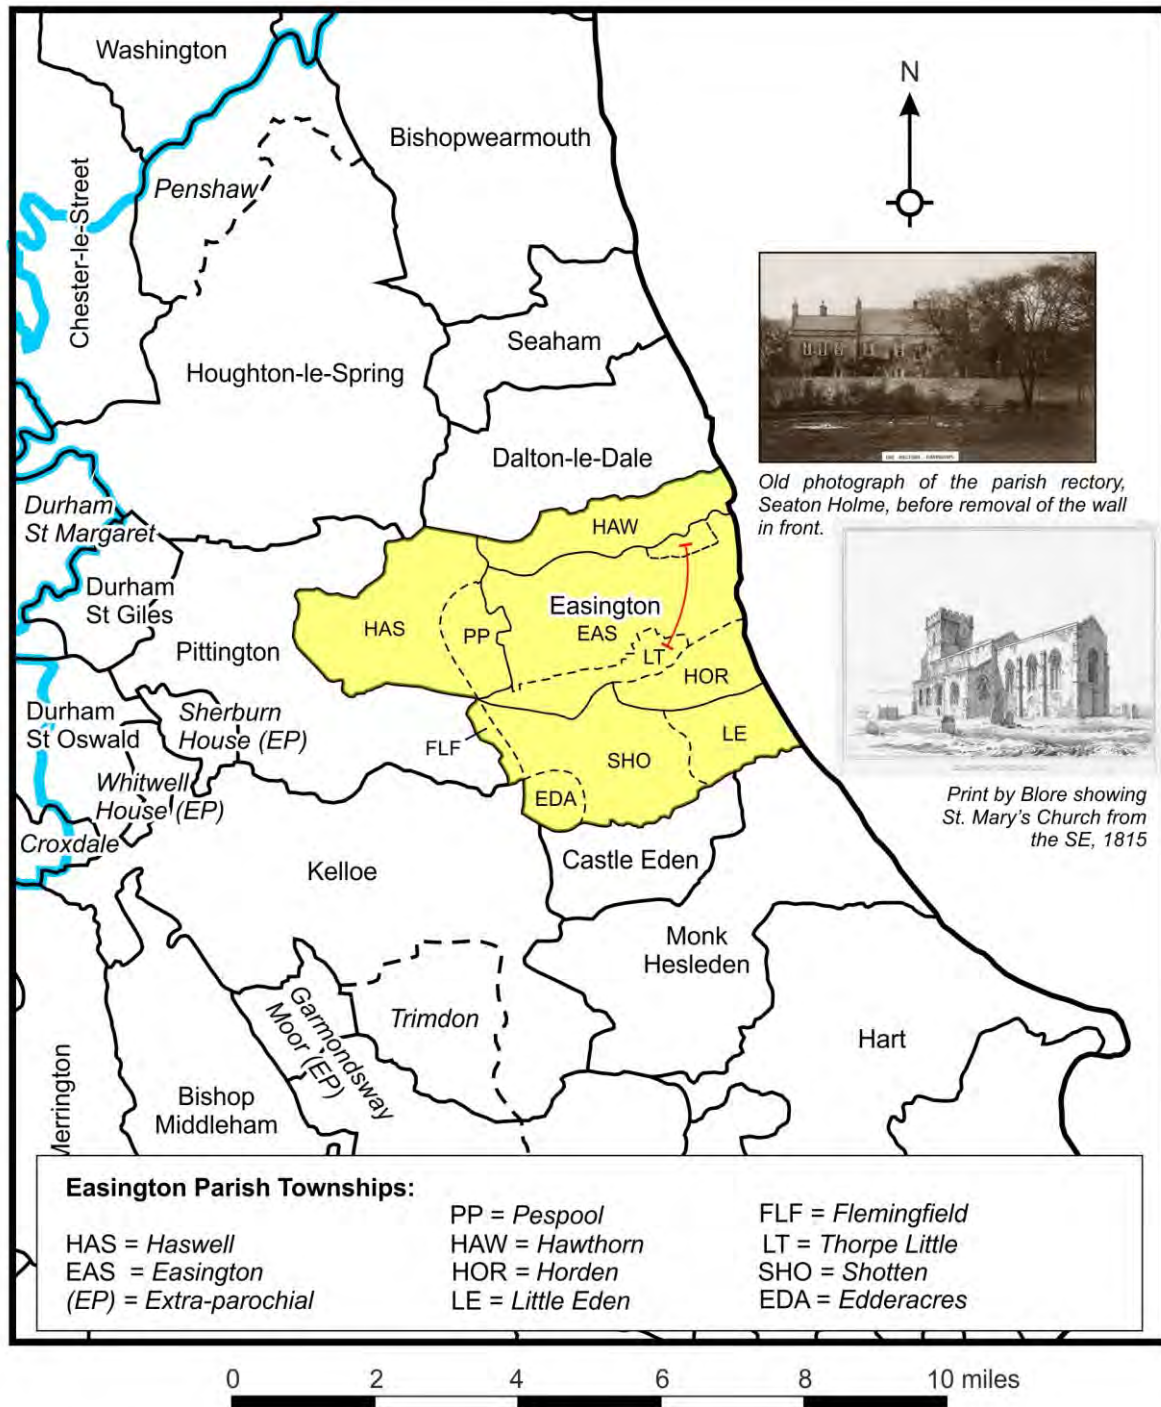 Washington
N
Bishopwearmouth
Penshaw
Chester-le-Street
Seaham
Houghton-le-Spring
Dalton-le-Dale
Old photograph of the parish rectory,
Seaton Holme, before removal of the wall
in front.
Durham
St Margaret
HAW
Durham
St Giles
Easington
HAS
PP
EAS
Pittington
LT
HOR
Durham
St Oswald
Sherburn
House (EP)
FLF
LE
SHO
Whitwell
House (EP)
EDA
Print by Blore showing
St. Mary's Church from
the SE, 1815
Croxdale
Castle Eden
Kelloe
Monk
Hesleden
Garmondsway
Moor (EP)
Trimdon
Hart
Merrington
Bishop
Middleham
Easington Parish Townships:
HAS = Haswell
EAS = Easington
(EP) = Extra-parochial
PP = Pespool
HAW = Hawthorn
HOR = Horden
LE = Little Eden
FLF = Flemingfield
LT = Thorpe Little
SHO = Shotten
EDA = Edderacres
0 2 4 6 8 10 miles